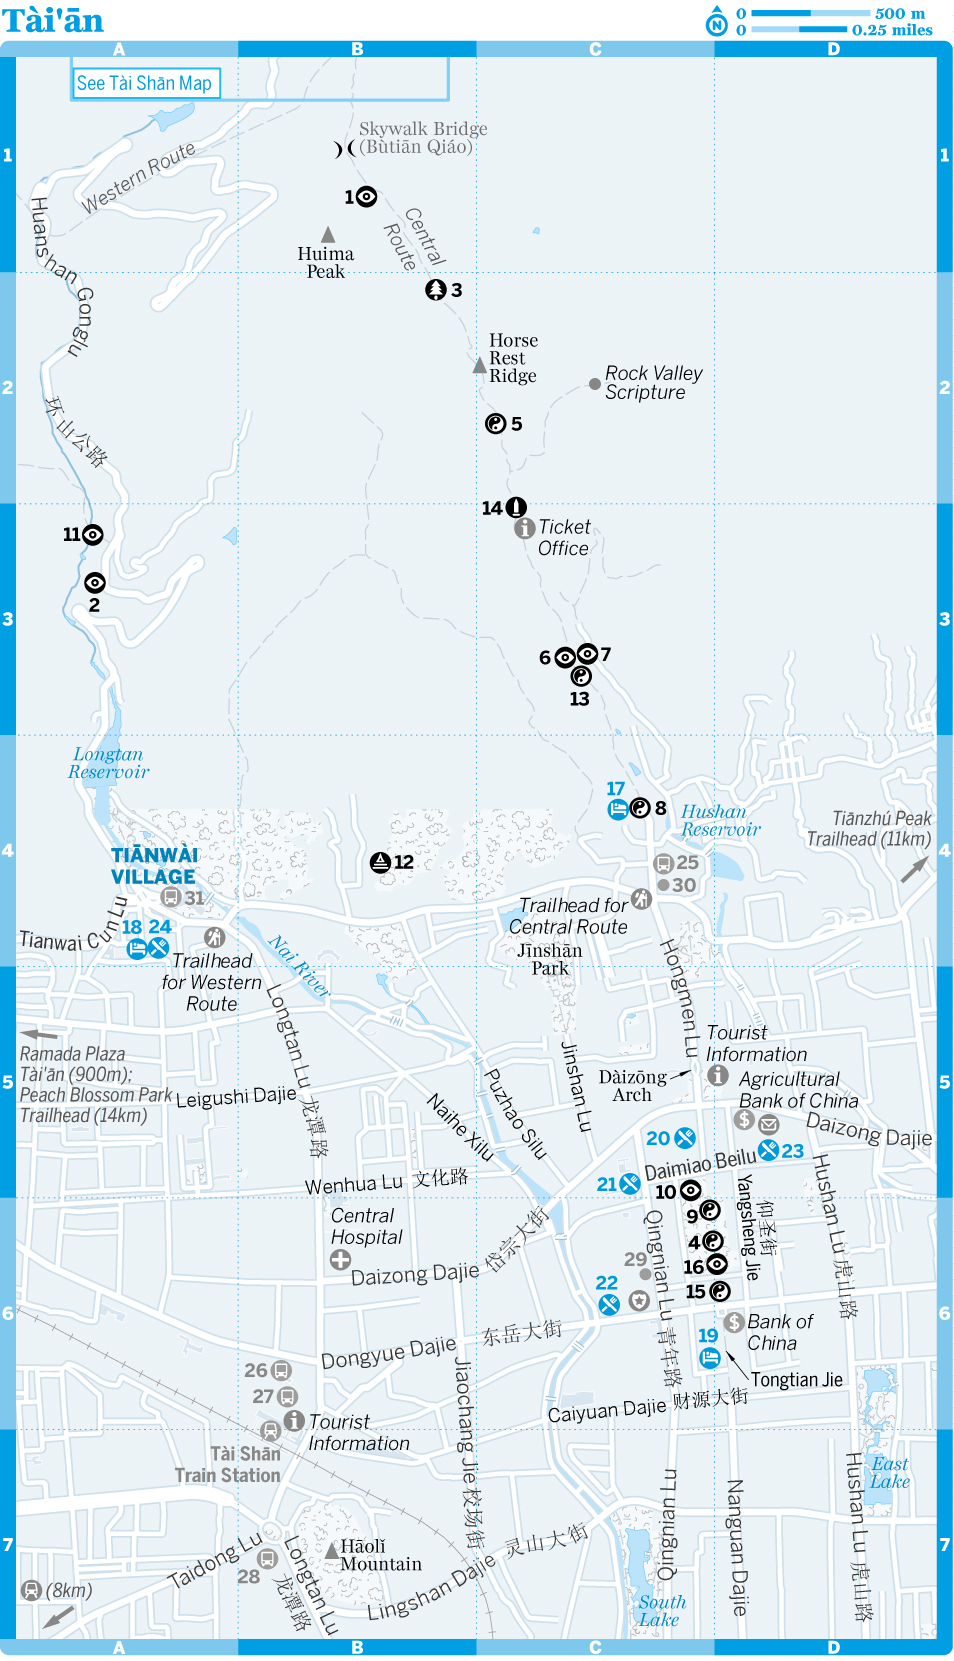 Tài'ān
0 500 m
0 0.25 miles
N
A B C D
See Tài Shān Map
Skywalk Bridge
(Bùtiān Qiáo)
1
1
Western Route
1
Huanshan Gonglu
Central
Route
Huima
Peak
3
Horse
Rest
Ridge
2
2
Rock Valley
Scripture
环山公路
5
14
Ticket
Office
11
2
3
3
6
7
13
Longtan
Reservoir
17
8
Hushan
Reservoir
Tiānzhú Peak
Trailhead (11km)
4
4
TIĀNWÀI
VILLAGE
12
25
30
31
Trailhead for
Central Route
Tianwai Cun Lu
18 24
Trailhead
for Western
Route
Nai River
Jinshān
Park
Hongmen Lu
Ramada Plaza
Tài'ān (900m);
Peach Blossom Park
Trailhead (14km)
Longtan Lu 龙潭路
Tourist
Information
Dàizōng
Arch
Agricultural
Bank of China
5
5
Leigushi Dajie
Naihe Xilu
Puzhao Silu
Jinshan Lu
Daizong Dajie
20
23
Daimiao Beilu
Wenhua Lu 文化路
21
10
Yangsheng Jie
仰圣街
Hushan Lu 虎山路
Central
Hospital
9
4
Daizong Dajie 岱宗大街
29
Qingnian Lu 青年路
16
15
22
6
6
Bank of
China
19
Dongyue Dajie 东岳大街
Tongtian Jie
26
27
Jiaochang Jie 校场街
Caiyuan Dajie 财源大街
Tourist
Information
Tài Shān
Train Station
East
Lake
Qingnian Lu
Nanguan Dajie
Hushan Lu 虎山路
7
7
Hāolǐ
Mountain
Taidong Lu
28
Longtan Lu
龙潭路
Lingshan Dajie 灵山大街
(8km)
South
Lake
A B C D